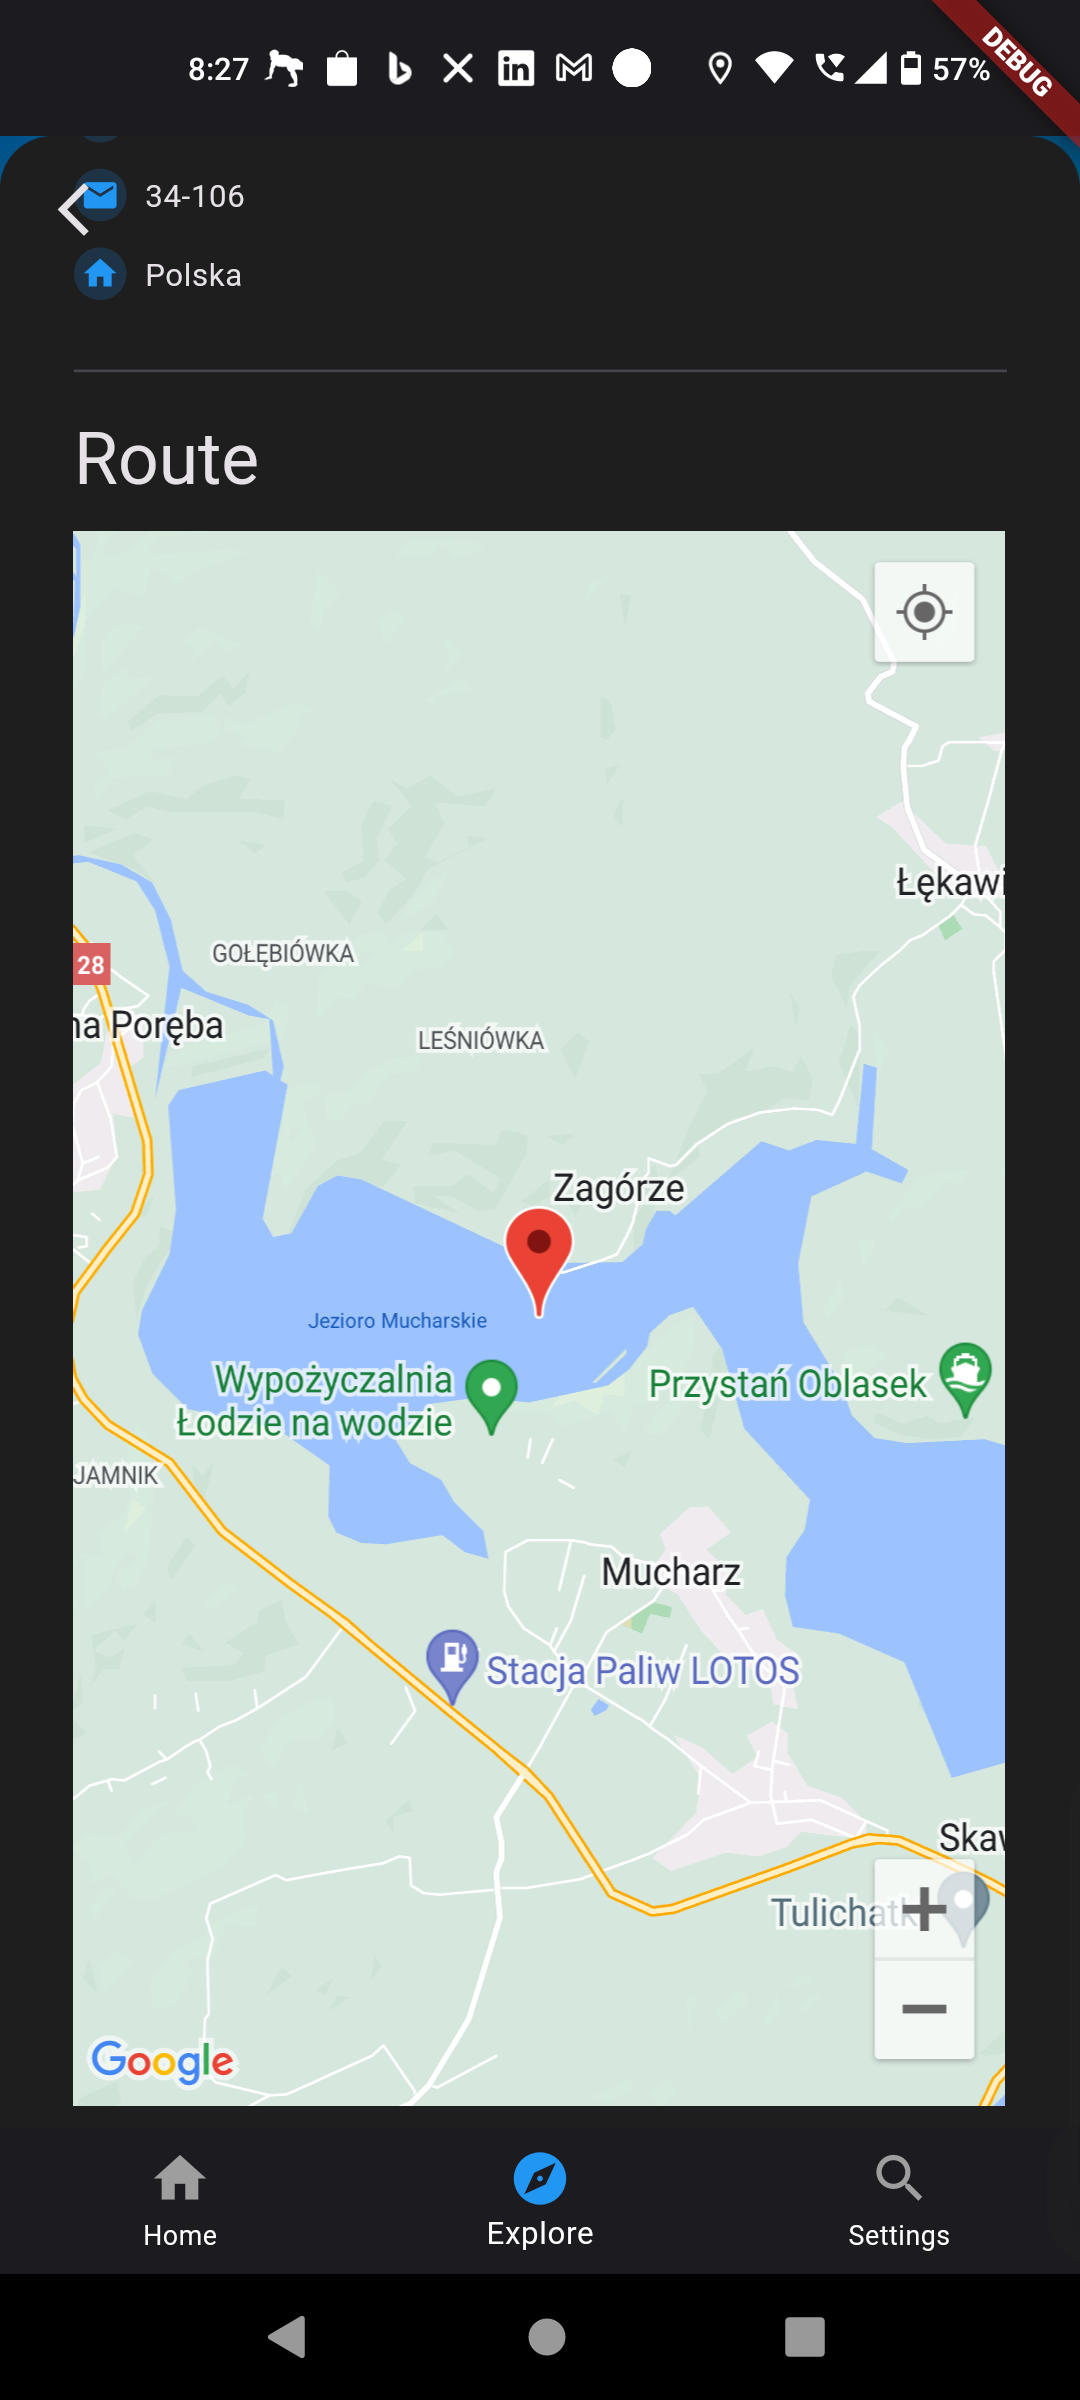 8:27
57%
DEBUG
34-106
Polska
Route
Łękawi
GOŁĘBIÓWKA
28
na Poręba
LEŚNIÓWKA
Zagórze
Jezioro Mucharskie
Wypożyczalnia
Łodzie na wodzie
Przystań Oblasek
JAMNIK
Mucharz
Stacja Paliw LOTOS
Skaw
Tulichatk
Google
Home
Explore
Settings